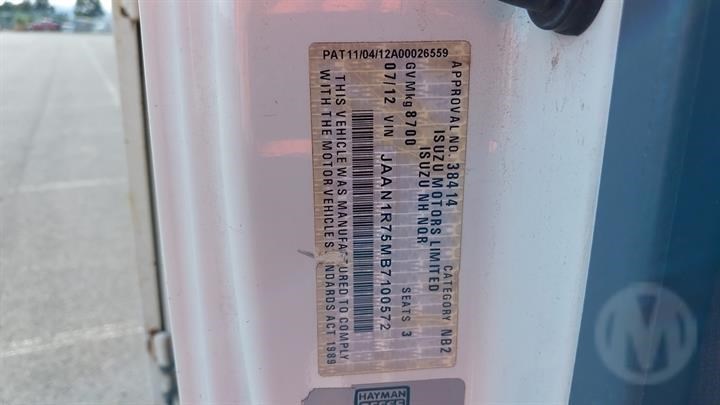 PAT11/04/12A00026559
APPROVAL NO. 38414 CATEGORY NB2
ISUZU MOTORS LIMITED
ISUZU NH NQR
GVMkg 8700 SEATS 3
07/12 VIN JAAN1R75MB7100572
THIS VEHICLE WAS MANUFACTURED TO COMPLY
WITH THE MOTOR VEHICLE STANDARDS ACT 1989
HAYMAN
REESE
M